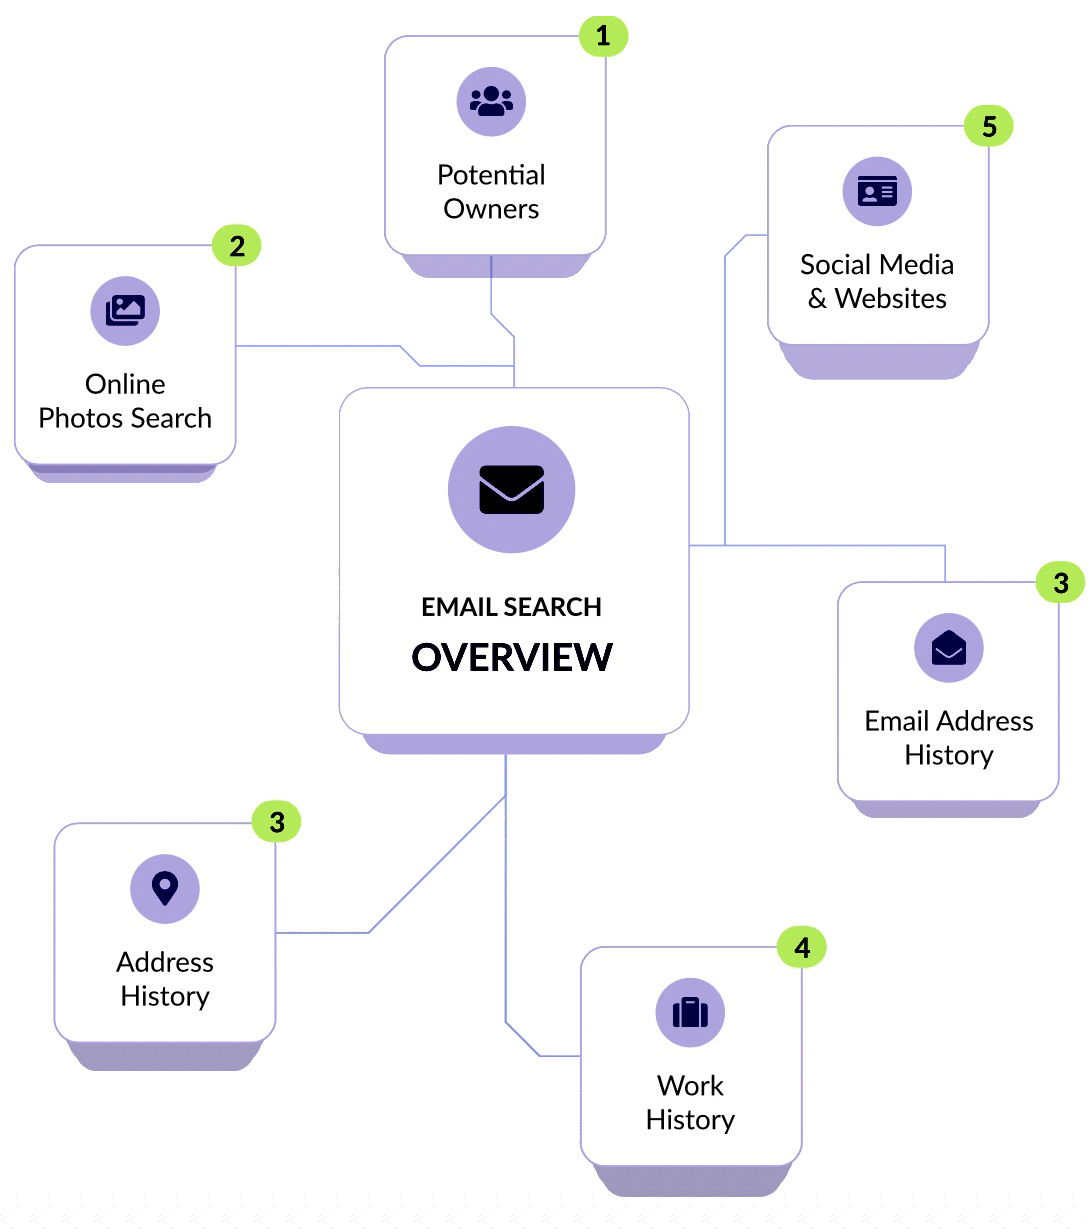 1
Potential
Owners
5
Social Media
& Websites
2
Online
Photos Search
EMAIL SEARCH
OVERVIEW
3
Email Address
History
3
Address
History
4
Work
History